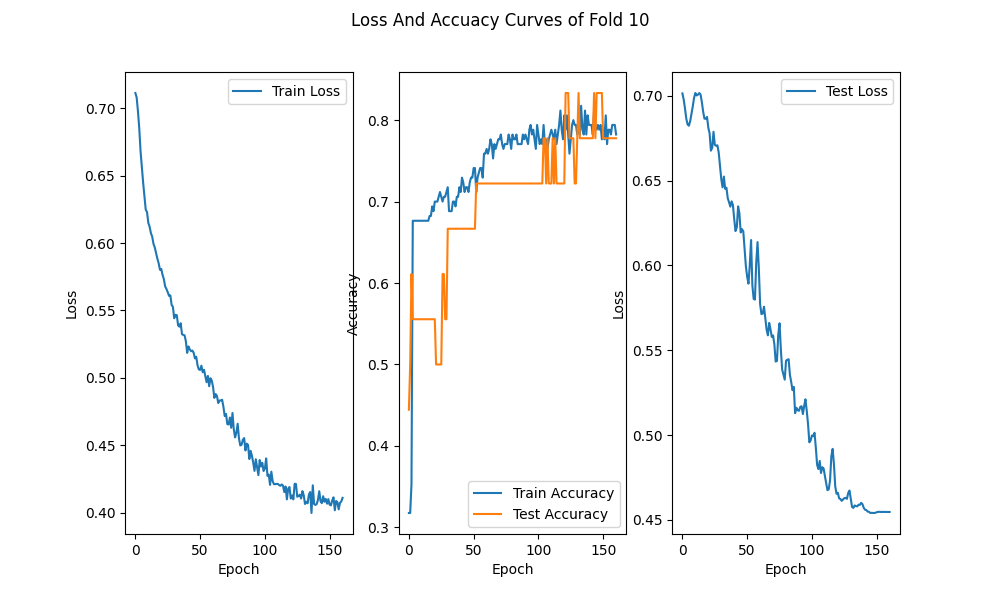 Loss And Accuacy Curves of Fold 10
Train Loss
0.70
0.65
0.60
0.55
0.50
0.45
0.40
Loss
0 50 100 150
Epoch
0.8
0.7
0.6
0.5
0.4
0.3
Accuracy
Train Accuracy
Test Accuracy
0 50 100 150
Epoch
Test Loss
0.70
0.65
0.60
0.55
0.50
0.45
Loss
0 50 100 150
Epoch